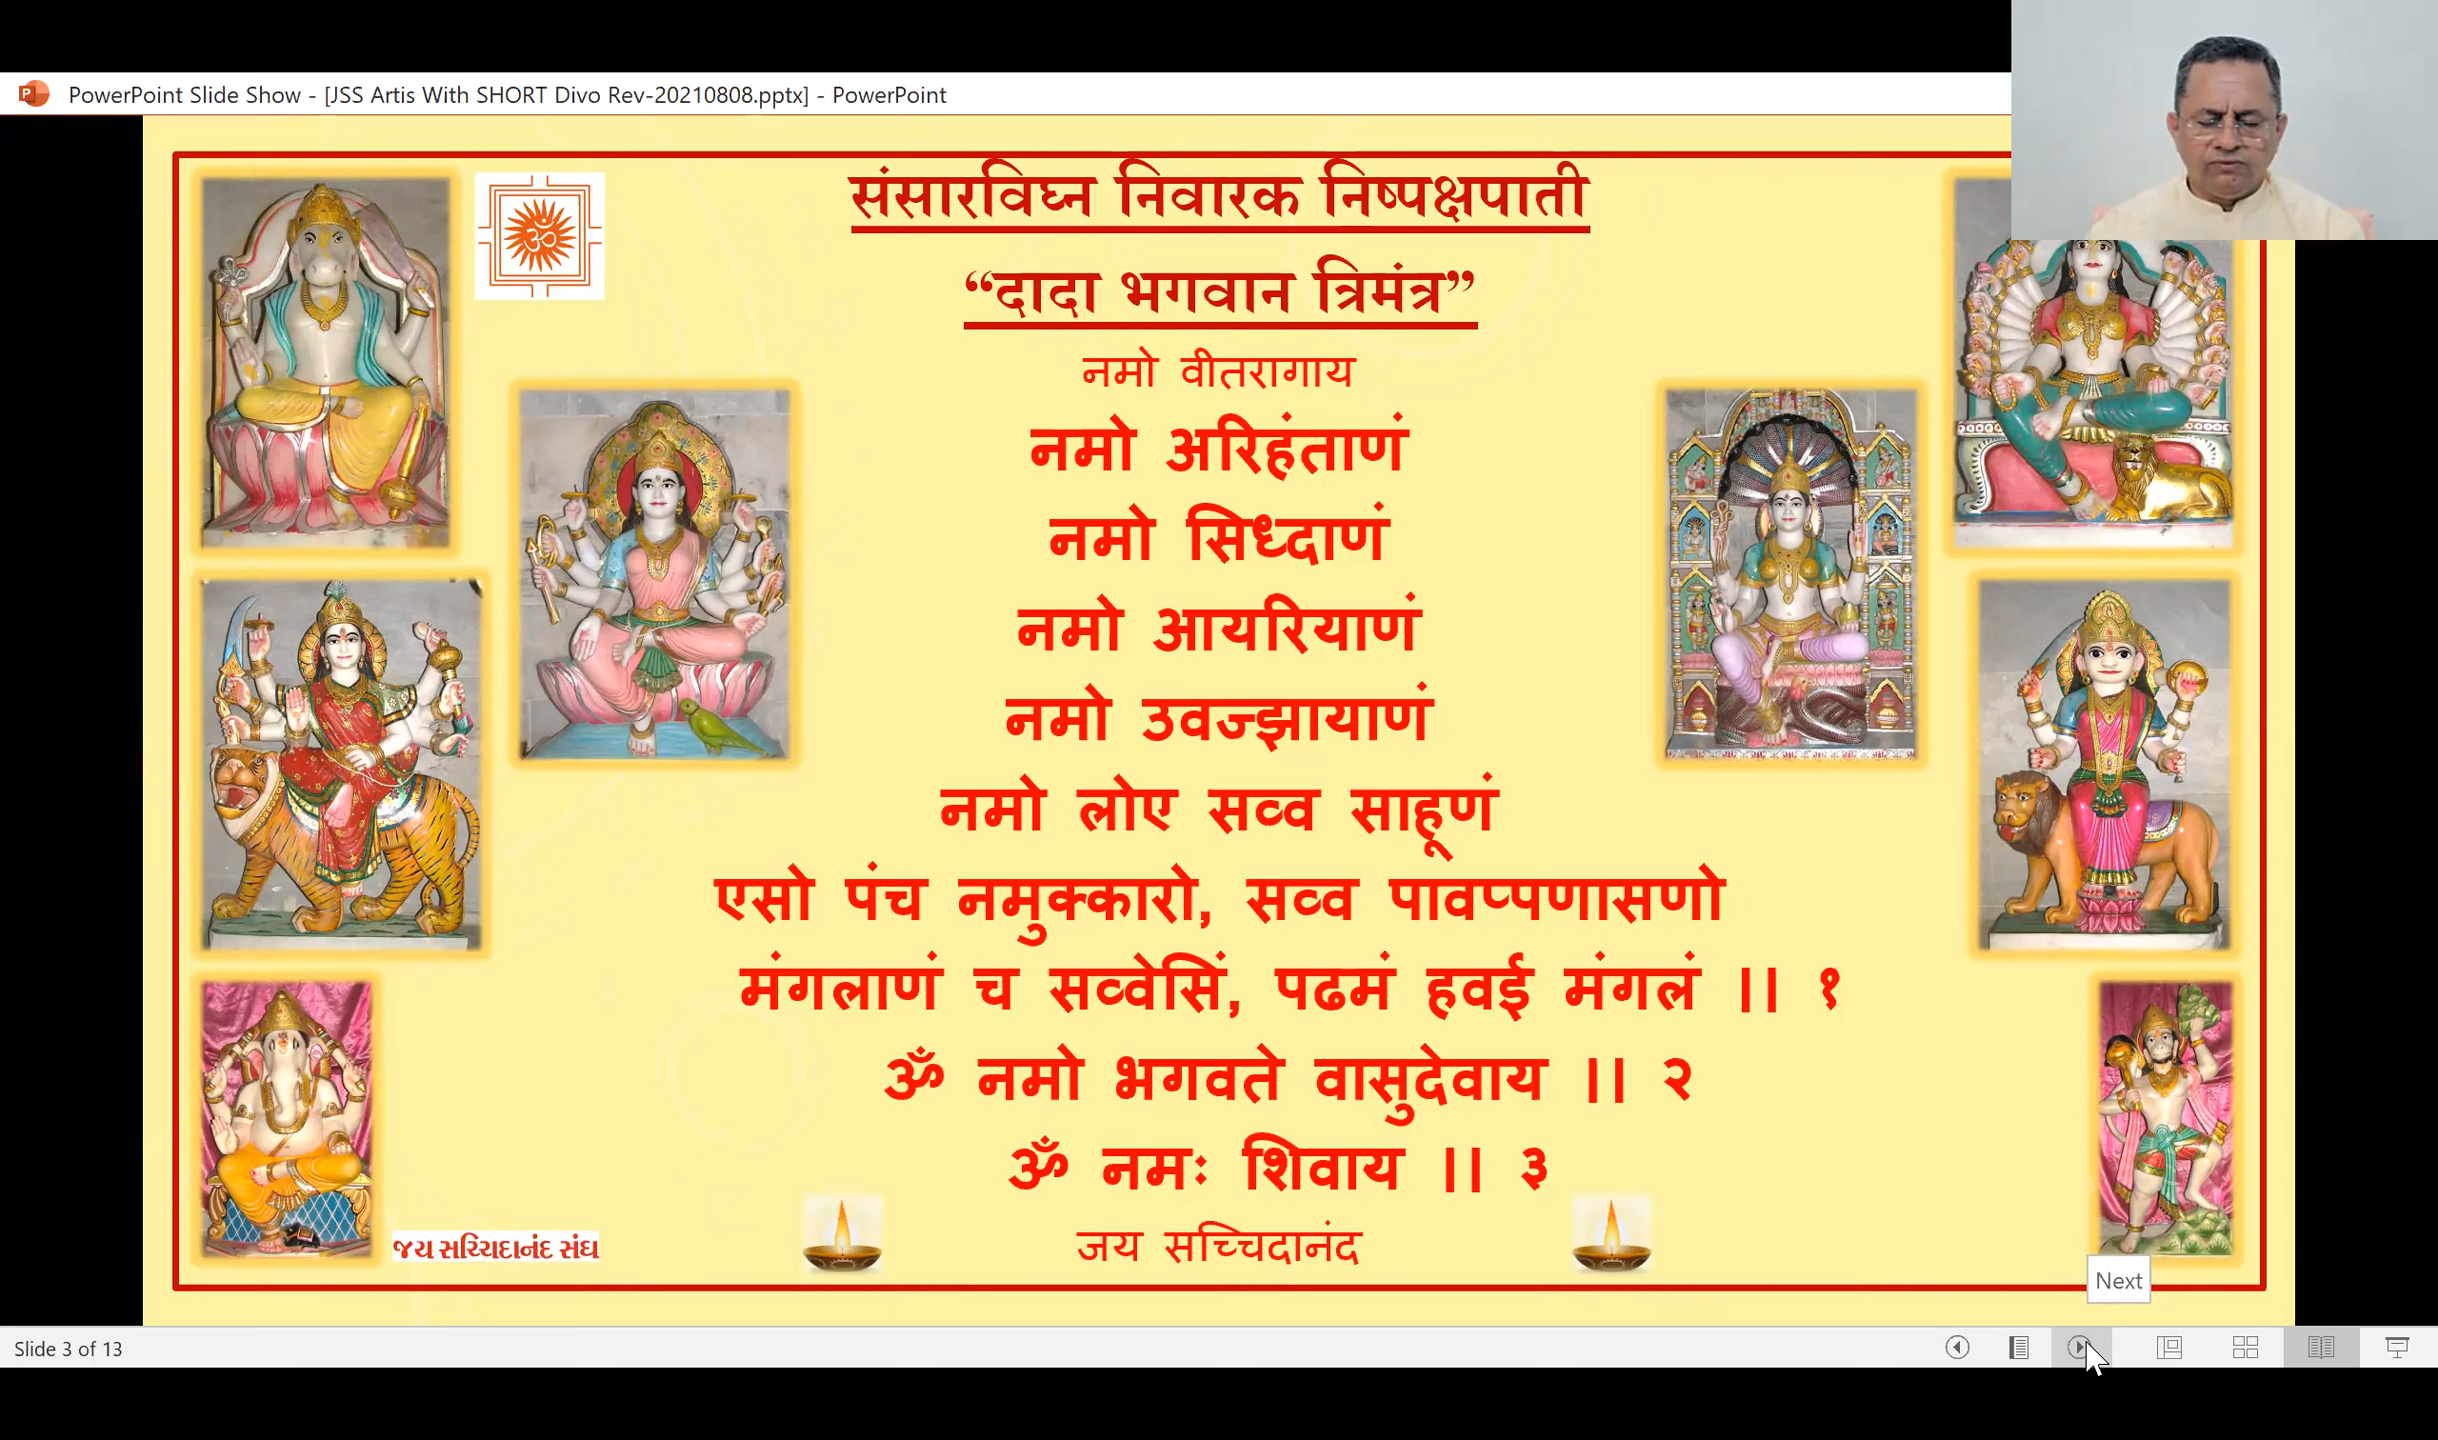 PowerPoint Slide Show - [JSS Artis With SHORT Divo Rev-20210808.pptx] - PowerPoint
संसारविघ्न निवारक निष्पक्षपाती
“दादा भगवान त्रिमंत्र”
नमो वीतरागाय
नमो अरिहंताणं
नमो सिध्दाणं
नमो आयरियाणं
नमो उवज्झायाणं
नमो लोए सव्व साहूणं
एसो पंच नमुक्कारो, सव्व पावप्पणासणो
मंगलाणं च सव्वेसिं, पढमं हवई मंगलं ।। १
ॐ नमो भगवते वासुदेवाय ।। २
ॐ नमः शिवाय ।। ३
जय सच्चिदानंद
જય સચ્ચિદાનંદ સંઘ
Next
Slide 3 of 13